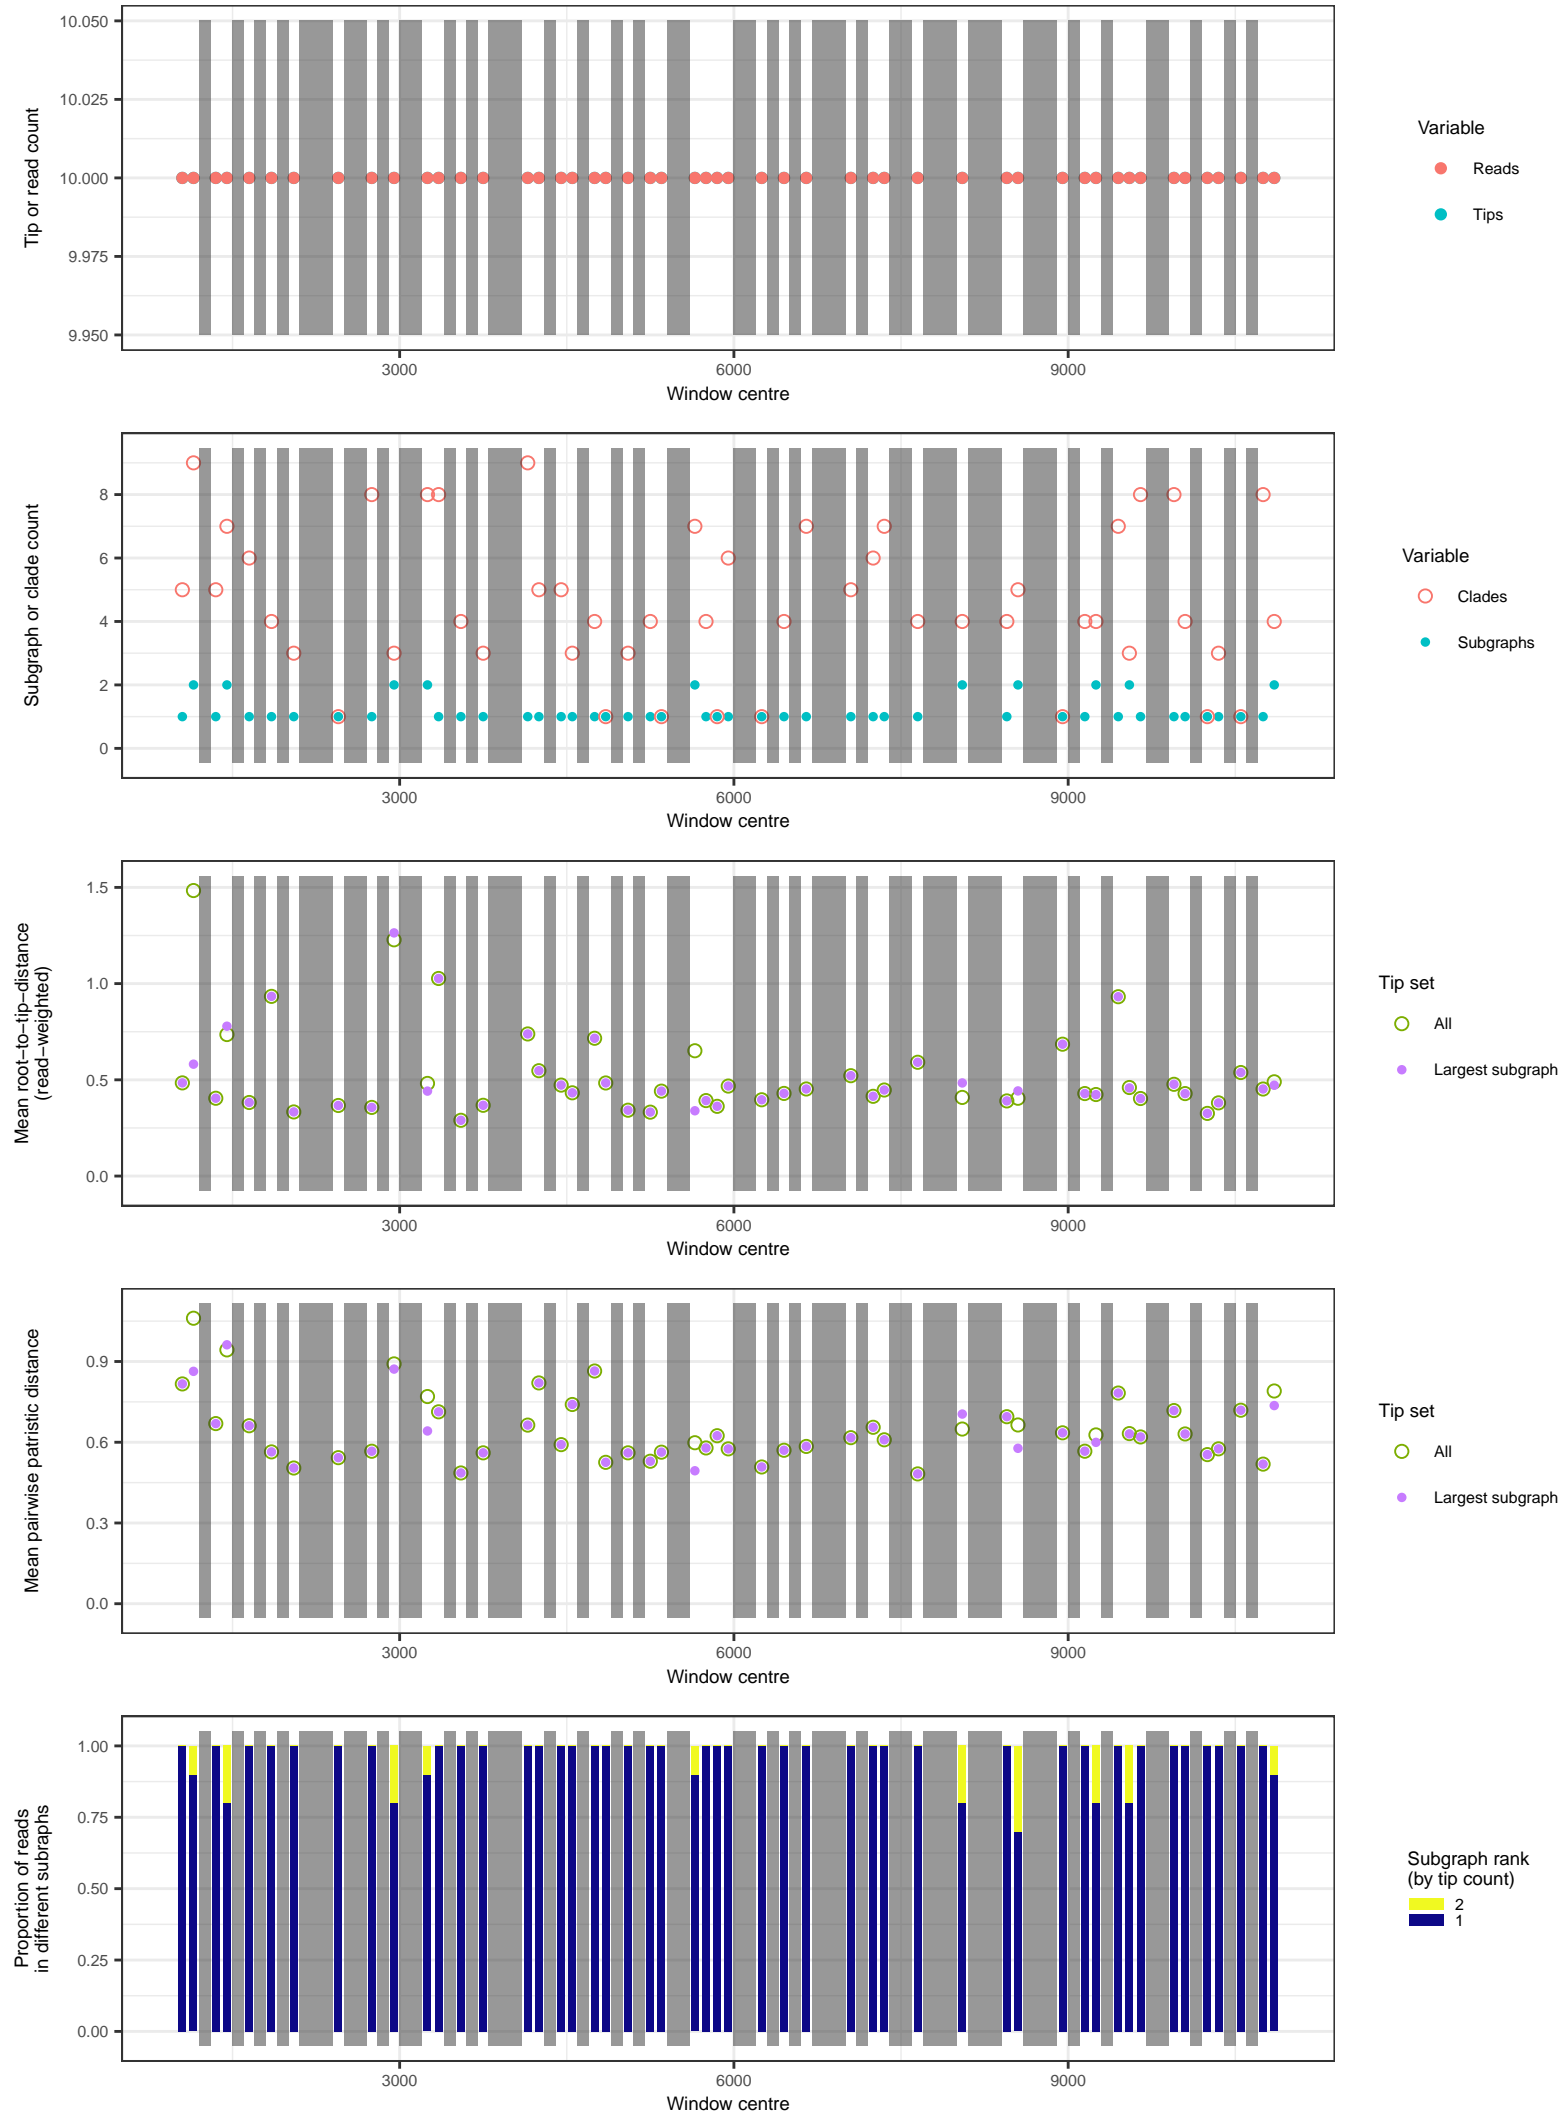 10.050
10.025
10.000
9.975
9.950
Tip or read count
3000 6000 9000
Window centre
Variable
Reads
Tips
8
6
4
2
0
Subgraph or clade count
3000 6000 9000
Window centre
Variable
Clades
Subgraphs
1.5
1.0
0.5
0.0
Mean root−to−tip−distance
(read−weighted)
3000 6000 9000
Window centre
Tip set
All
Largest subgraph
0.9
0.6
0.3
0.0
Mean pairwise patristic distance
3000 6000 9000
Window centre
Tip set
All
Largest subgraph
1.00
0.75
0.50
0.25
0.00
Proportion of reads
in different subraphs
3000 6000 9000
Window centre
Subgraph rank
(by tip count)
2
1